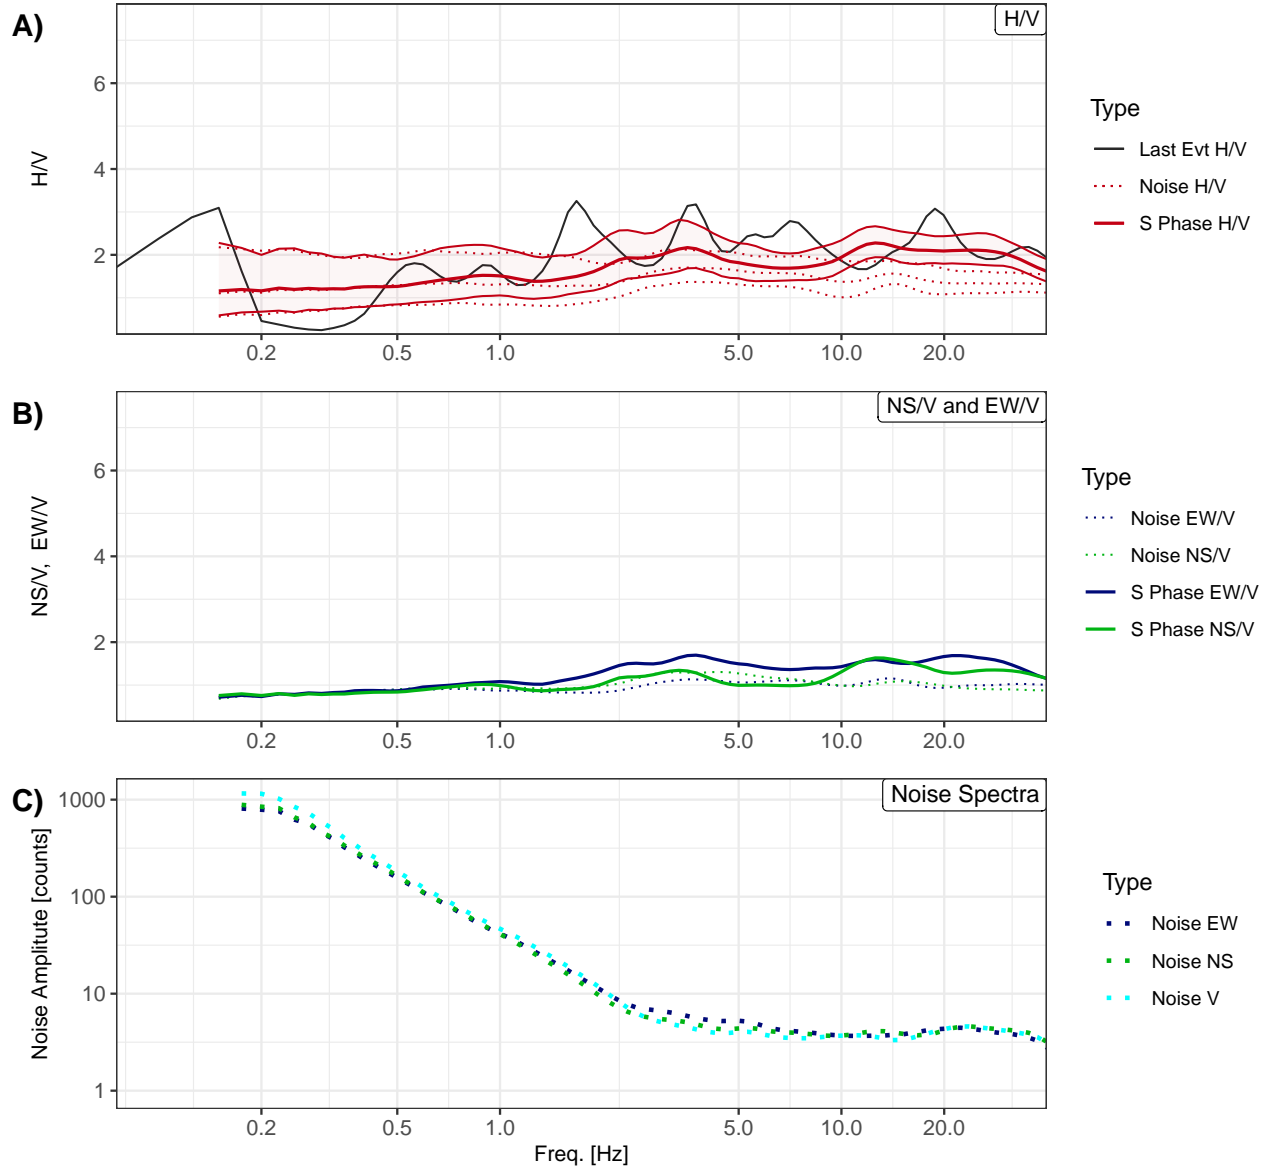 A)
H/V
6
4
2
H/V
0.2 0.5 1.0 5.0 10.0 20.0
Type
Last Evt H/V
Noise H/V
S Phase H/V
B)
NS/V and EW/V
6
4
2
NS/V, EW/V
0.2 0.5 1.0 5.0 10.0 20.0
Type
Noise EW/V
Noise NS/V
S Phase EW/V
S Phase NS/V
C)
Noise Spectra
1000
100
10
1
Noise Amplitute [counts]
0.2 0.5 1.0 5.0 10.0 20.0
Freq. [Hz]
Type
Noise EW
Noise NS
Noise V